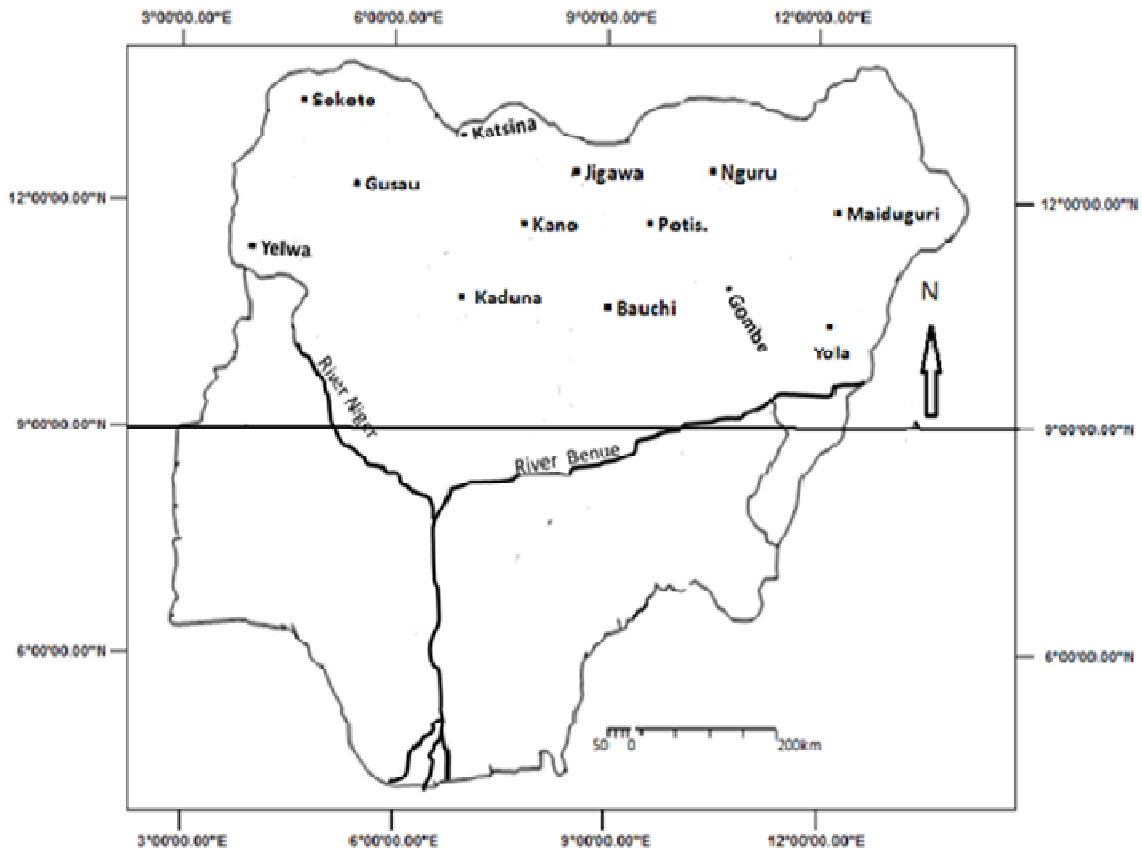 3°00'00.00"E 6°00'00.00"E 9°00'00.00"E 12°00'00.00"E
Sokoto
Katsina
Jigawa
Nguru
Gusau
12°00'00.00"N
12°00'00.00"N
Maiduguri
Kano
Potis.
Yelwa
Kaduna
Bauchi
Gombe
N
Yola
River Niger
9°00'00.00"N
9°00'00.00"N
River Benue
6°00'00.00"N
6°00'00.00"N
50 0 200km
3°00'00.00"E 6°00'00.00"E 9°00'00.00"E 12°00'00.00"E